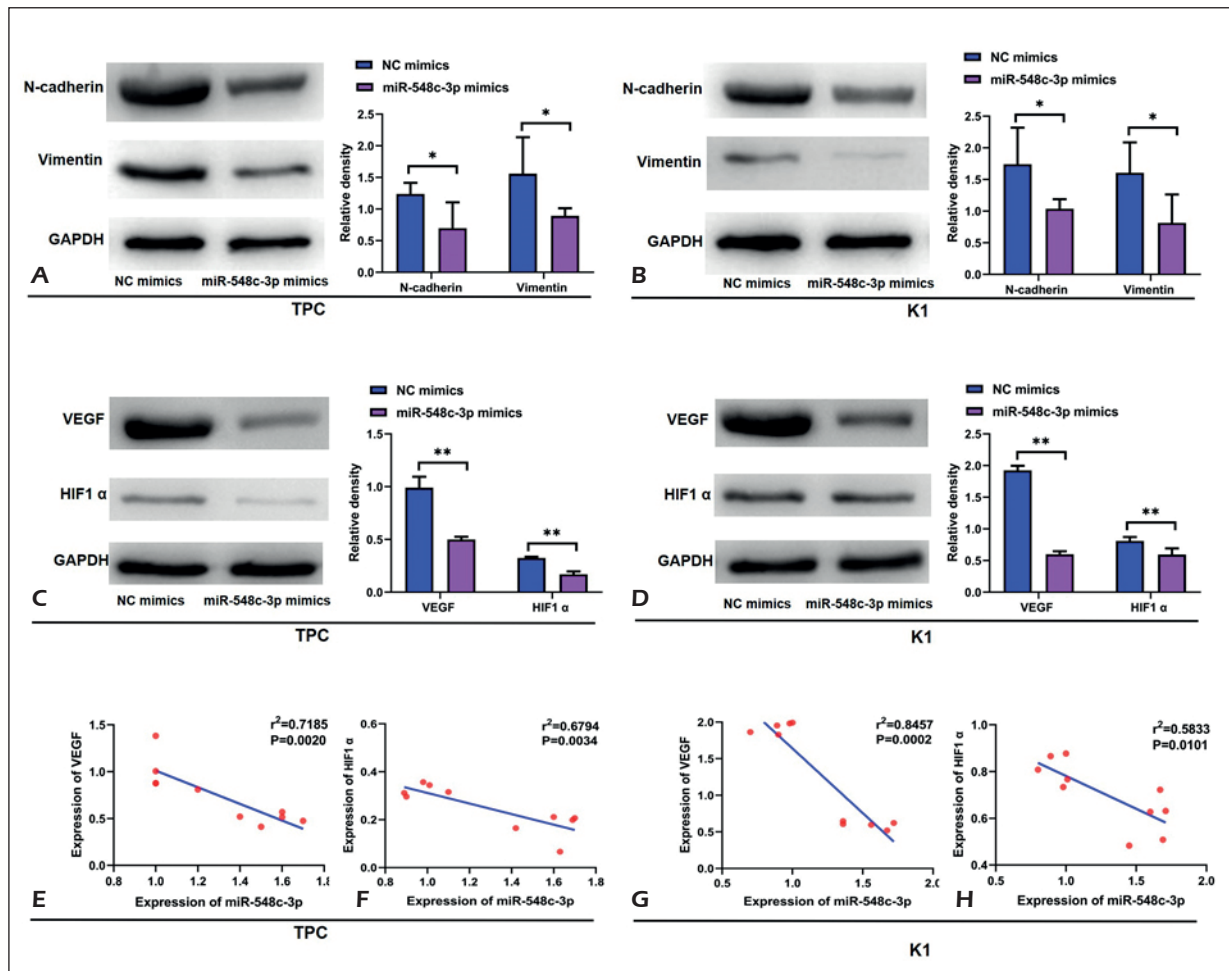 N-cadherin
Vimentin
GAPDH
NC mimics miR-548c-3p mimics
A
NC mimics
miR-548c-3p mimics
Relative density
2.5
2.0
1.5
1.0
0.5
0.0
*
*
N-cadherin Vimentin
TPC
N-cadherin
Vimentin
GAPDH
NC mimics miR-548c-3p mimics
B
NC mimics
miR-548c-3p mimics
Relative density
2.5
2.0
1.5
1.0
0.5
0.0
*
*
N-cadherin Vimentin
K1
VEGF
HIF1 α
GAPDH
NC mimics miR-548c-3p mimics
C
NC mimics
miR-548c-3p mimics
Relative density
1.5
1.0
0.5
0.0
**
**
VEGF HIF1 α
TPC
VEGF
HIF1 α
GAPDH
NC mimics miR-548c-3p mimics
D
NC mimics
miR-548c-3p mimics
Relative density
2.5
2.0
1.5
1.0
0.5
0.0
**
**
VEGF HIF1 α
K1
r²=0.7185
P=0.0020
Expression of VEGF
1.5
1.0
0.5
0.0
0.8 1.0 1.2 1.4 1.6 1.8
Expression of miR-548c-3p
E
r²=0.6794
P=0.0034
Expression of HIF1 α
0.6
0.4
0.2
0.0
0.8 1.0 1.2 1.4 1.6 1.8
Expression of miR-548c-3p
F
TPC
r²=0.8457
P=0.0002
Expression of VEGF
2.0
1.5
1.0
0.5
0.0
0.5 1.0 1.5 2.0
Expression of miR-548c-3p
G
r²=0.5833
P=0.0101
Expression of HIF1 α
1.0
0.8
0.6
0.4
0.5 1.0 1.5 2.0
Expression of miR-548c-3p
H
K1